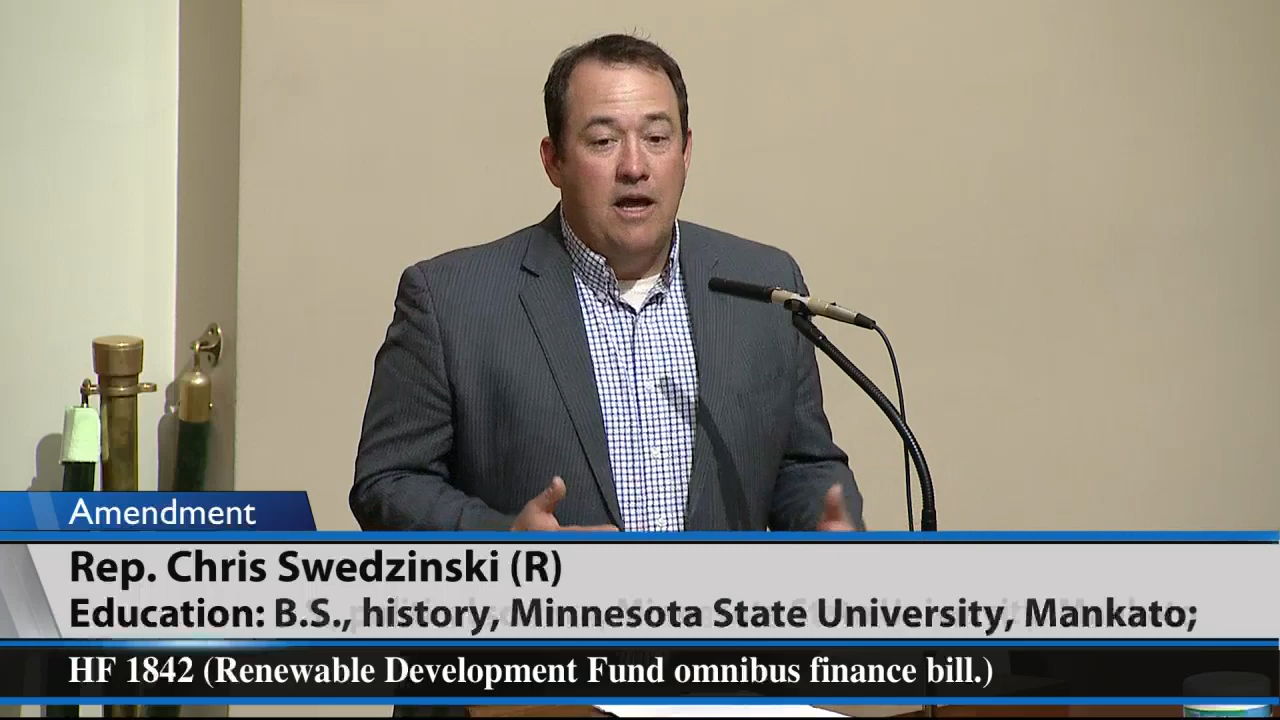 Amendment
Rep. Chris Swedzinski (R)
Education: B.S., history, Minnesota State University, Mankato;
HF 1842 (Renewable Development Fund omnibus finance bill.)